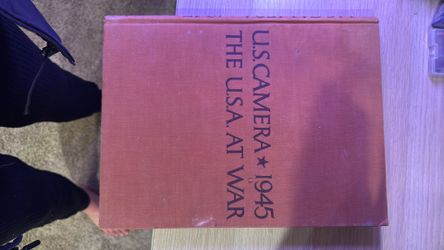 U.S. CAMERA ★ 1945
THE U.S.A. AT WAR